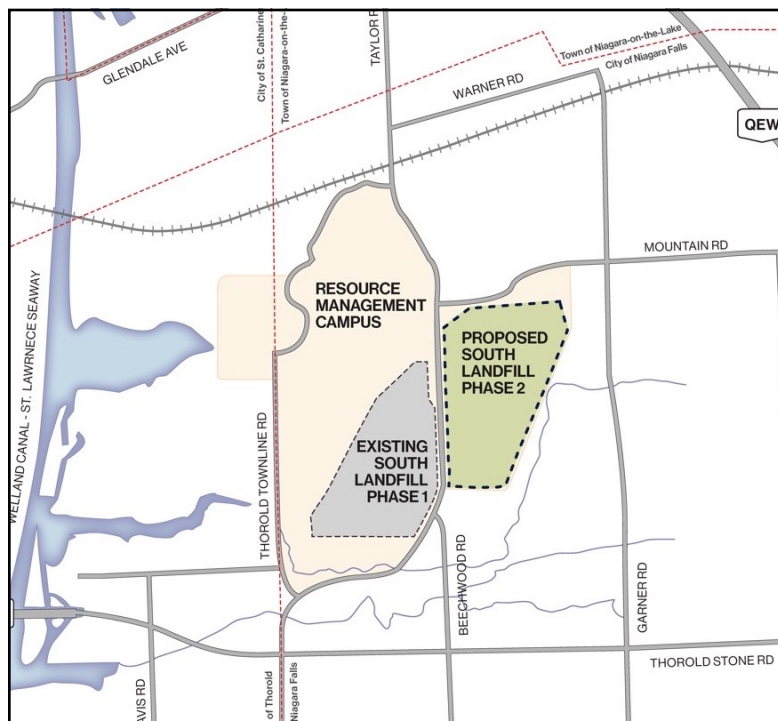 GLENDALE AVE
City of St. Catharine
Town of Niagara-on-the-
TAYLOR R
Town of Niagara-on-the-Lake
City of Niagara Falls
WARNER RD
QEW
MOUNTAIN RD
RESOURCE
MANAGEMENT
CAMPUS
PROPOSED
SOUTH
LANDFILL
PHASE 2
EXISTING
SOUTH
LANDFILL
PHASE 1
WELLAND CANAL - ST. LAWRNECE SEAWAY
THOROLD TOWNLINE RD
BEECHWOOD RD
GARNER RD
THOROLD STONE RD
AVIS RD
of Thorold
Niagara Falls